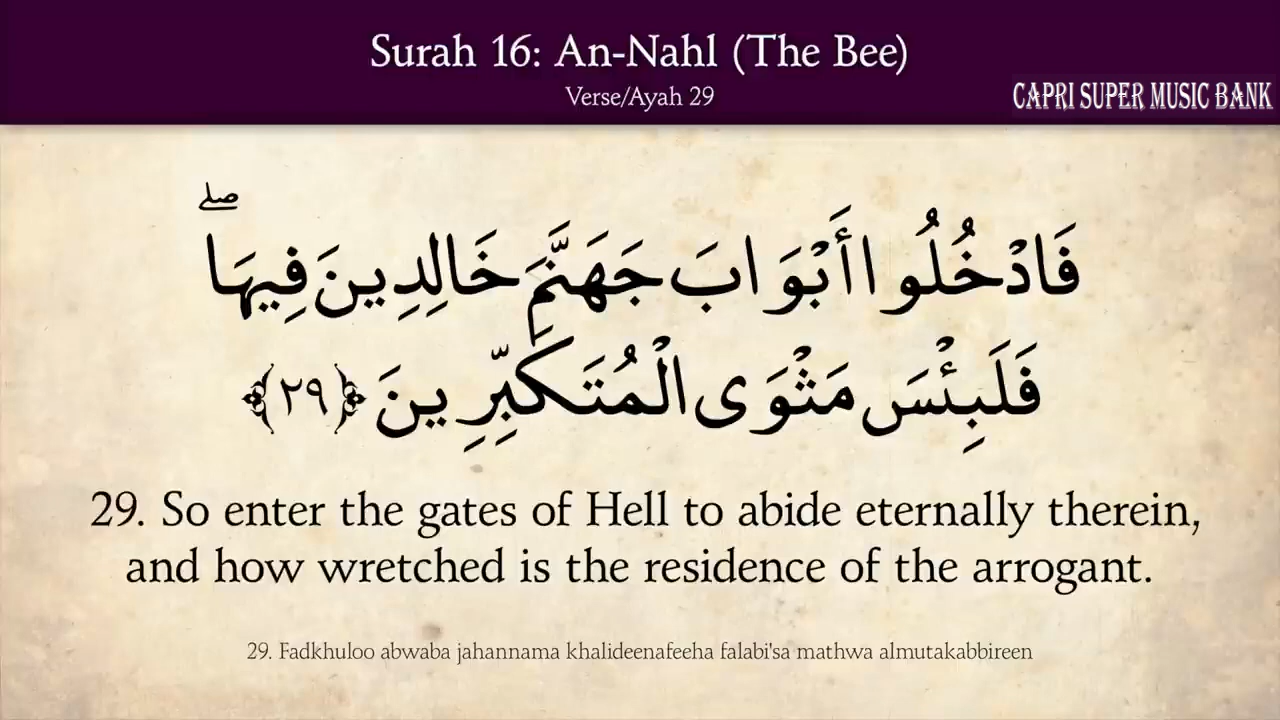 Surah 16: An-Nahl (The Bee)
Verse/Ayah 29
CAPRI SUPER MUSIC BANK
فَادْخُلُوا أَبْوَابَ جَهَنَّمَ خَالِدِينَ فِيهَا ۖ
فَلَبِئْسَ مَثْوَى الْمُتَكَبِّرِينَ ﴿٢٩﴾
29. So enter the gates of Hell to abide eternally therein,
and how wretched is the residence of the arrogant.
29. Fadkhuloo abwaba jahannama khalideenafeeha falabi'sa mathwa almutakabbireen